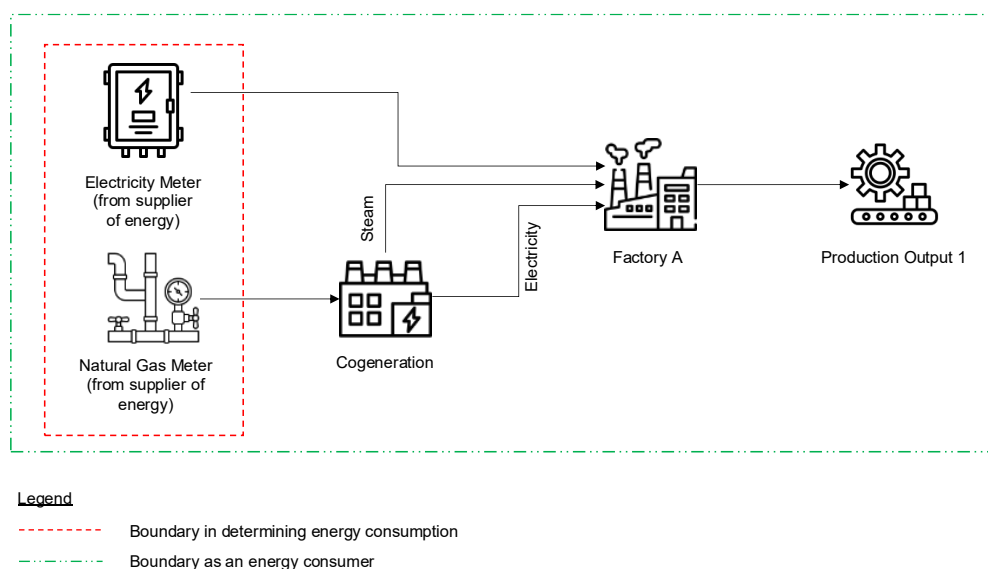 Electricity Meter
(from supplier
of energy)
Steam
Electricity
Factory A
Production Output 1
Natural Gas Meter
(from supplier of
energy)
Cogeneration
Legend
Boundary in determining energy consumption
Boundary as an energy consumer